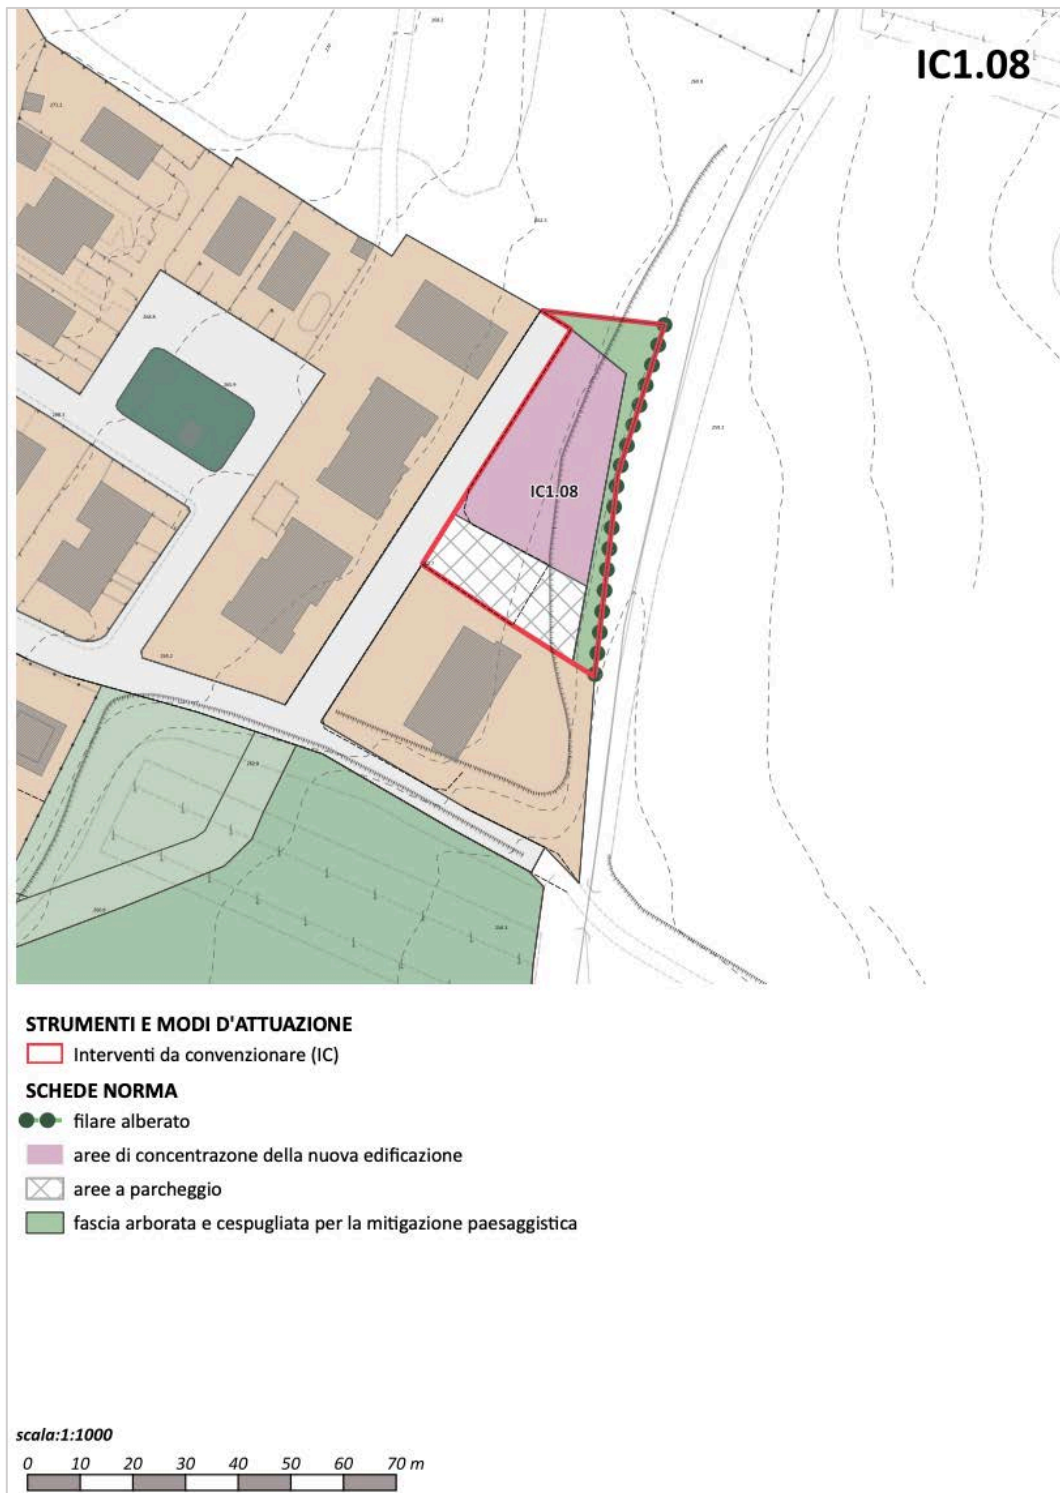 IC1.08
IC1.08
STRUMENTI E MODI D'ATTUAZIONE
Interventi da convenzionare (IC)
SCHEDE NORMA
filare alberato
aree di concentrazone della nuova edificazione
aree a parcheggio
fascia arborata e cespugliata per la mitigazione paesaggistica
scala:1:1000
0 10 20 30 40 50 60 70 m